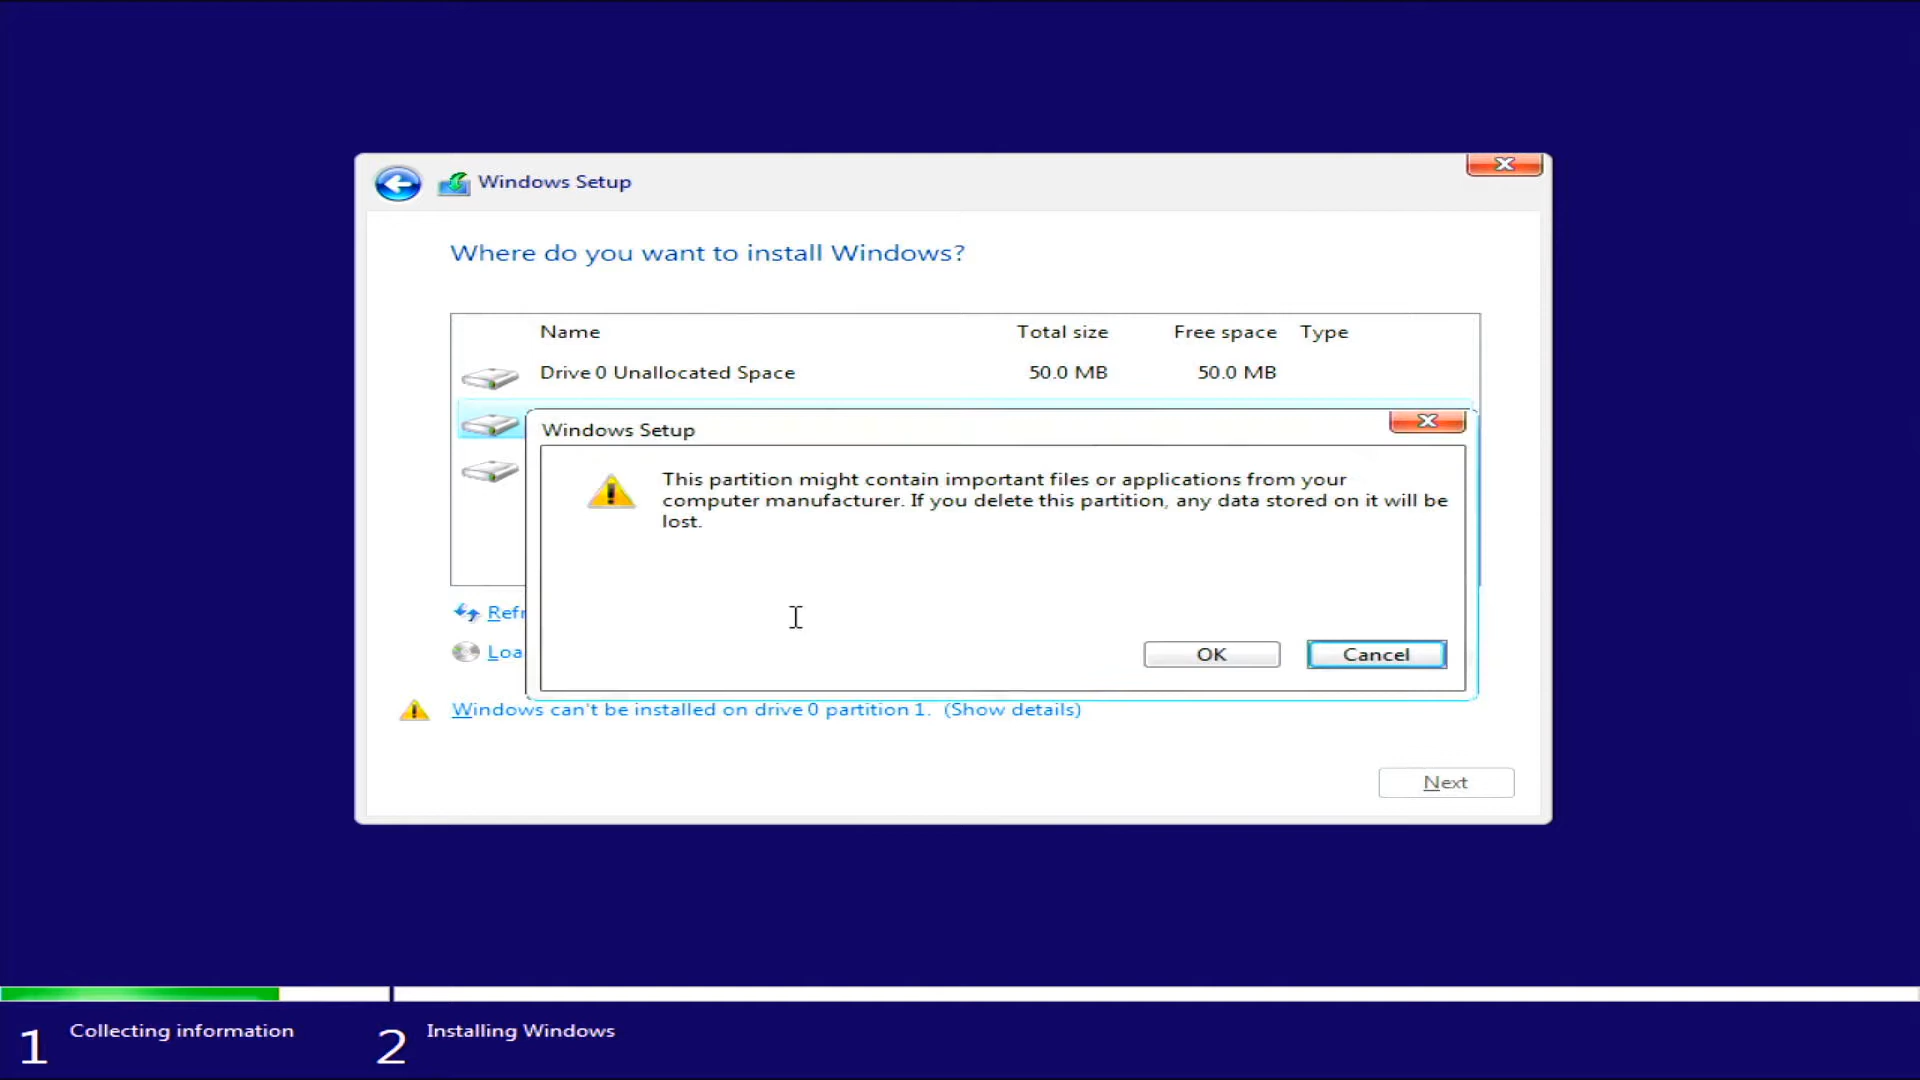 Windows Setup
Where do you want to install Windows?
Name Total size Free space Type
Drive 0 Unallocated Space 50.0 MB 50.0 MB
Windows Setup
This partition might contain important files or applications from your
computer manufacturer. If you delete this partition, any data stored on it will be
lost.
OK Cancel
Windows can't be installed on drive 0 partition 1. (Show details)
Next
1 Collecting information 2 Installing Windows